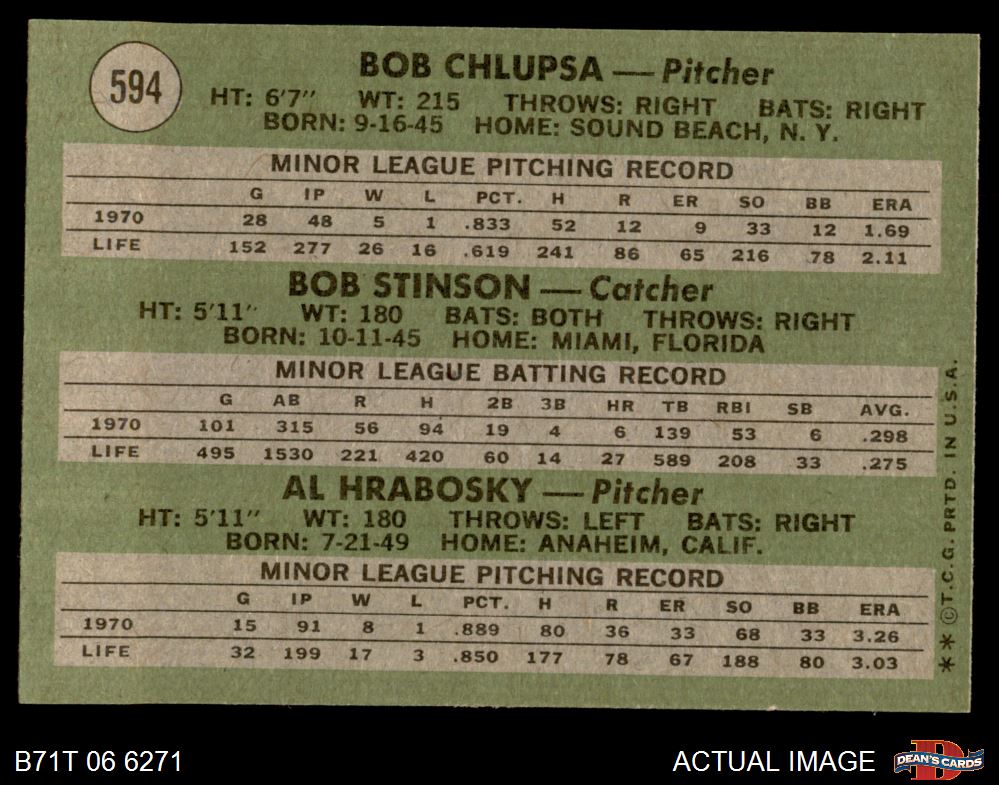 594
BOB CHLUPSA — Pitcher
HT: 6'7" WT: 215 THROWS: RIGHT BATS: RIGHT
BORN: 9-16-45 HOME: SOUND BEACH, N. Y.
MINOR LEAGUE PITCHING RECORD
G IP W L PCT. H R ER SO BB ERA
1970 28 48 5 1 .833 52 12 9 33 12 1.69
LIFE 152 277 26 16 .619 241 86 65 216 78 2.11
BOB STINSON — Catcher
HT: 5'11" WT: 180 BATS: BOTH THROWS: RIGHT
BORN: 10-11-45 HOME: MIAMI, FLORIDA
MINOR LEAGUE BATTING RECORD
G AB R H 2B 3B HR TB RBI SB AVG.
1970 101 315 56 94 19 4 6 139 53 6 .298
LIFE 495 1530 221 420 60 14 27 589 208 33 .275
AL HRABOSKY — Pitcher
HT: 5'11" WT: 180 THROWS: LEFT BATS: RIGHT
BORN: 7-21-49 HOME: ANAHEIM, CALIF.
MINOR LEAGUE PITCHING RECORD
G IP W L PCT. H R ER SO BB ERA
1970 15 91 8 1 .889 80 36 33 68 33 3.26
LIFE 32 199 17 3 .850 177 78 67 188 80 3.03
** ©T.C.G. PRTD. IN U.S.A.
B71T 06 6271
ACTUAL IMAGE
D
DEAN'S CARDS